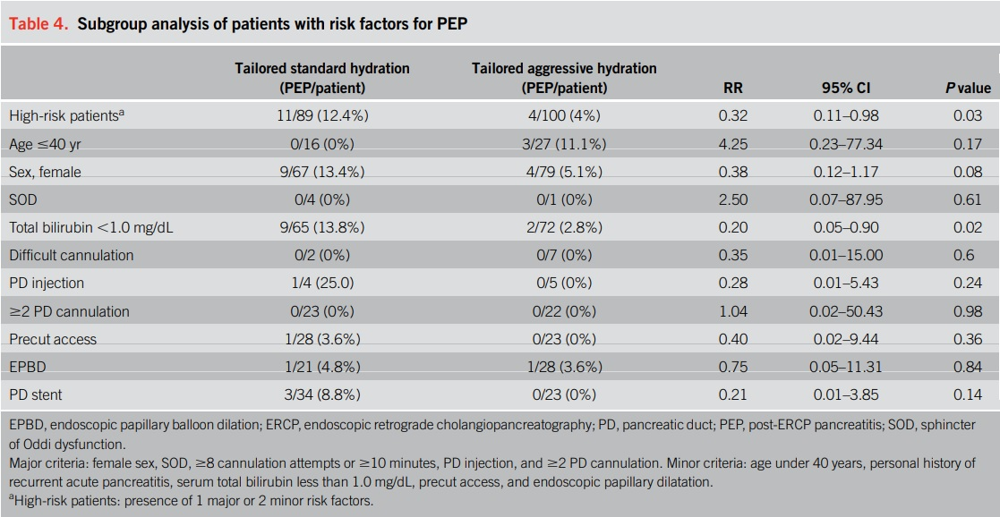 Table 4. Subgroup analysis of patients with risk factors for PEP
Tailored standard hydration (PEP/patient) Tailored aggressive hydration (PEP/patient) RR 95% CI P value
High-risk patientsª 11/89 (12.4%) 4/100 (4%) 0.32 0.11–0.98 0.03
Age ≤40 yr 0/16 (0%) 3/27 (11.1%) 4.25 0.23–77.34 0.17
Sex, female 9/67 (13.4%) 4/79 (5.1%) 0.38 0.12–1.17 0.08
SOD 0/4 (0%) 0/1 (0%) 2.50 0.07–87.95 0.61
Total bilirubin <1.0 mg/dL 9/65 (13.8%) 2/72 (2.8%) 0.20 0.05–0.90 0.02
Difficult cannulation 0/2 (0%) 0/7 (0%) 0.35 0.01–15.00 0.6
PD injection 1/4 (25.0) 0/5 (0%) 0.28 0.01–5.43 0.24
≥2 PD cannulation 0/23 (0%) 0/22 (0%) 1.04 0.02–50.43 0.98
Precut access 1/28 (3.6%) 0/23 (0%) 0.40 0.02–9.44 0.36
EPBD 1/21 (4.8%) 1/28 (3.6%) 0.75 0.05–11.31 0.84
PD stent 3/34 (8.8%) 0/23 (0%) 0.21 0.01–3.85 0.14
EPBD, endoscopic papillary balloon dilation; ERCP, endoscopic retrograde cholangiopancreatography; PD, pancreatic duct; PEP, post-ERCP pancreatitis; SOD, sphincter
of Oddi dysfunction.
Major criteria: female sex, SOD, ≥8 cannulation attempts or ≥10 minutes, PD injection, and ≥2 PD cannulation. Minor criteria: age under 40 years, personal history of
recurrent acute pancreatitis, serum total bilirubin less than 1.0 mg/dL, precut access, and endoscopic papillary dilatation.
ªHigh-risk patients: presence of 1 major or 2 minor risk factors.